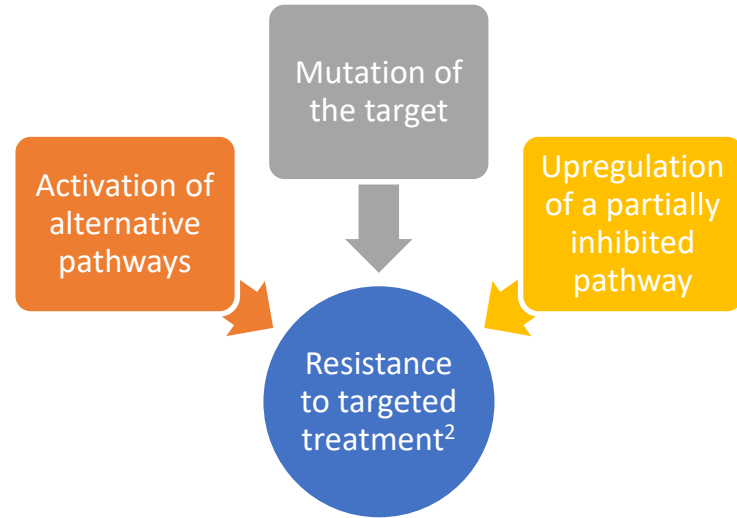 Mutation of
the target
Activation of
alternative
pathways
Upregulation
of a partially
inhibited
pathway
Resistance
to targeted
treatment²